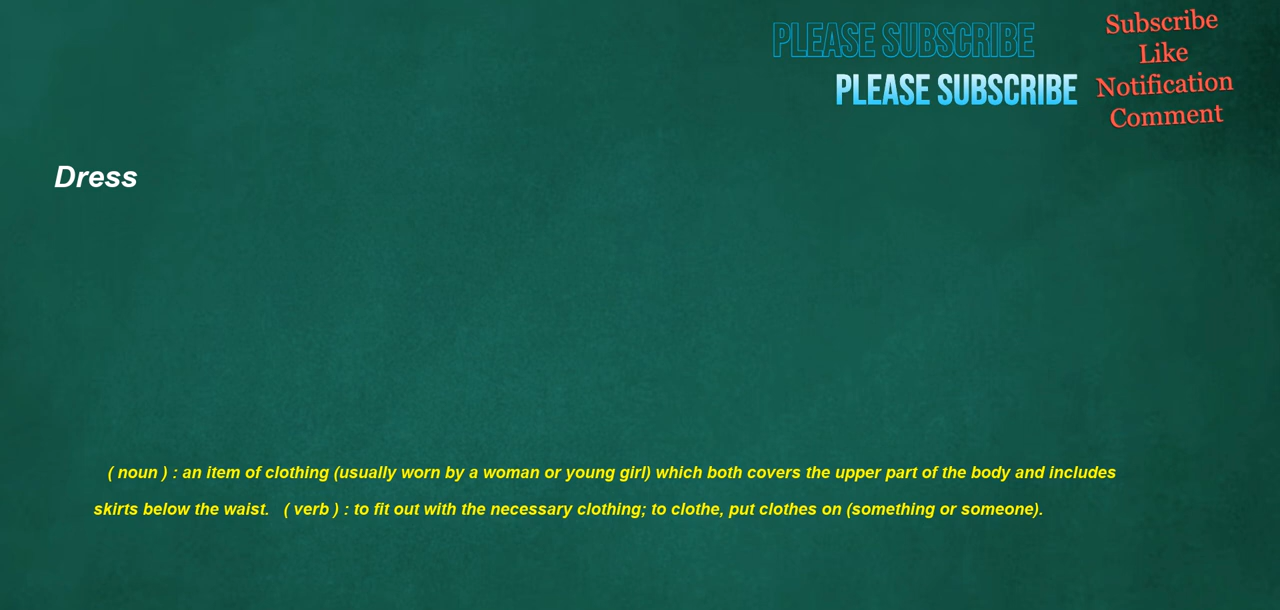 PLEASE SUBSCRIBE
PLEASE SUBSCRIBE
Subscribe
Like
Notification
Comment
Dress
( noun ) : an item of clothing (usually worn by a woman or young girl) which both covers the upper part of the body and includes
skirts below the waist. ( verb ) : to fit out with the necessary clothing; to clothe, put clothes on (something or someone).